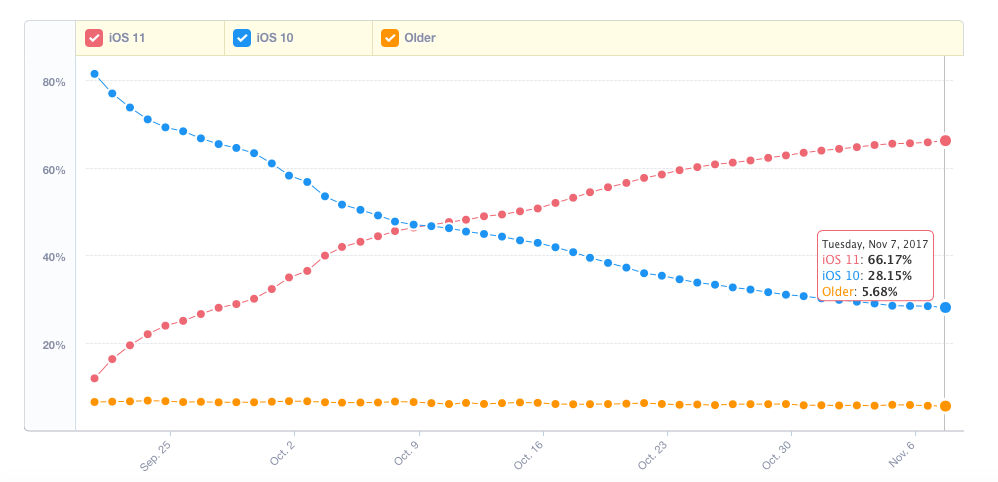 iOS 11 iOS 10 Older
80%
60%
40%
20%
Tuesday, Nov 7, 2017
iOS 11: 66.17%
iOS 10: 28.15%
Older: 5.68%
Sep. 25 Oct. 2 Oct. 9 Oct. 16 Oct. 23 Oct. 30 Nov. 6